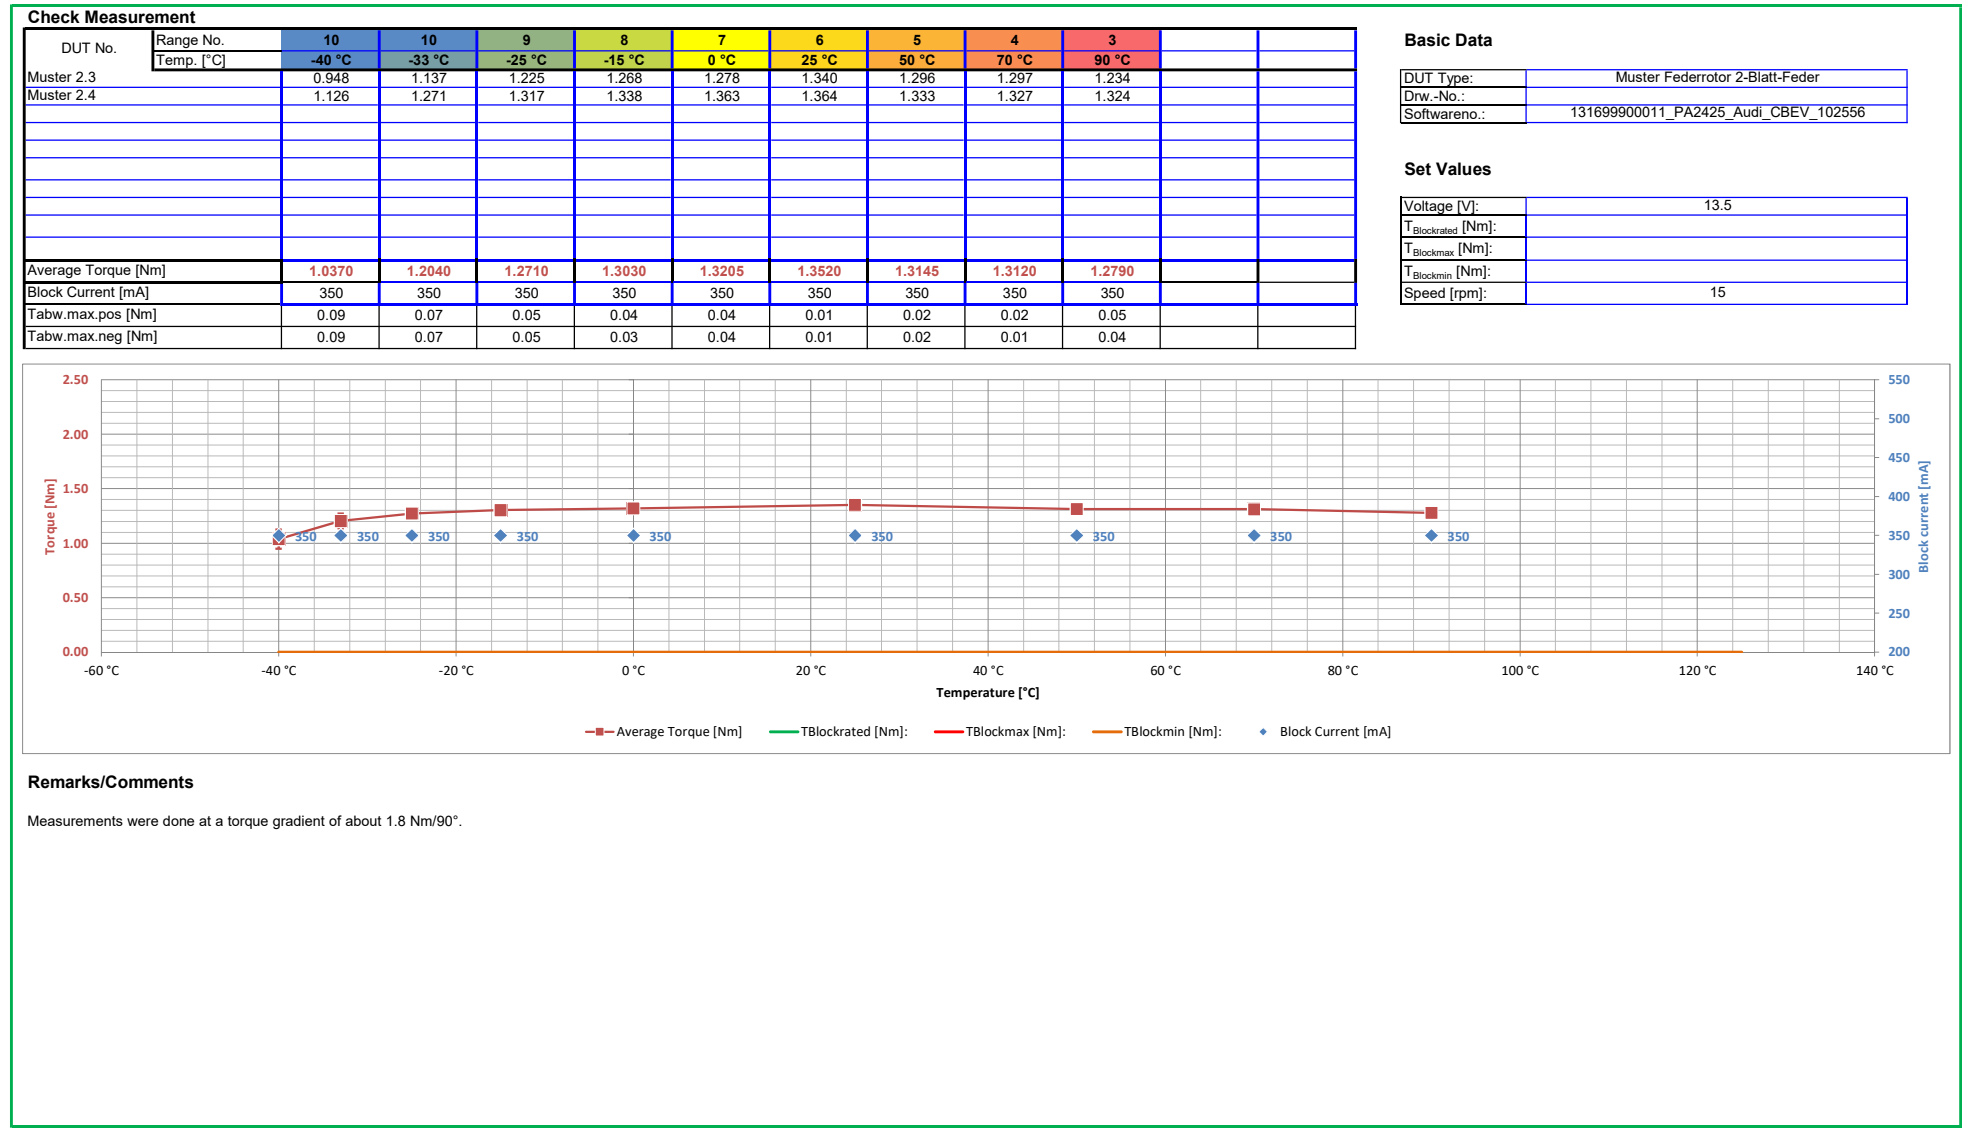 Check Measurement
DUT No. Range No. 10 10 9 8 7 6 5 4 3
Temp. [°C] -40 °C -33 °C -25 °C -15 °C 0 °C 25 °C 50 °C 70 °C 90 °C
Muster 2.3 0.948 1.137 1.225 1.268 1.278 1.340 1.296 1.297 1.234
Muster 2.4 1.126 1.271 1.317 1.338 1.363 1.364 1.333 1.327 1.324
Average Torque [Nm] 1.0370 1.2040 1.2710 1.3030 1.3205 1.3520 1.3145 1.3120 1.2790
Block Current [mA] 350 350 350 350 350 350 350 350 350
Tabw.max.pos [Nm] 0.09 0.07 0.05 0.04 0.04 0.01 0.02 0.02 0.05
Tabw.max.neg [Nm] 0.09 0.07 0.05 0.03 0.04 0.01 0.02 0.01 0.04
Basic Data
DUT Type: Muster Federrotor 2-Blatt-Feder
Drw.-No.:
Softwareno.: 131699900011_PA2425_Audi_CBEV_102556
Set Values
Voltage [V]: 13.5
TBlockrated [Nm]:
TBlockmax [Nm]:
TBlockmin [Nm]:
Speed [rpm]: 15
Torque [Nm]
2.50
2.00
1.50
1.00
0.50
0.00
350 350 350 350 350 350 350 350 350
550
500
450
400
350
300
250
200
Block current [mA]
-60 °C -40 °C -20 °C 0 °C 20 °C 40 °C 60 °C 80 °C 100 °C 120 °C 140 °C
Temperature [°C]
Average Torque [Nm] TBlockrated [Nm]: TBlockmax [Nm]: TBlockmin [Nm]: Block Current [mA]
Remarks/Comments
Measurements were done at a torque gradient of about 1.8 Nm/90°.